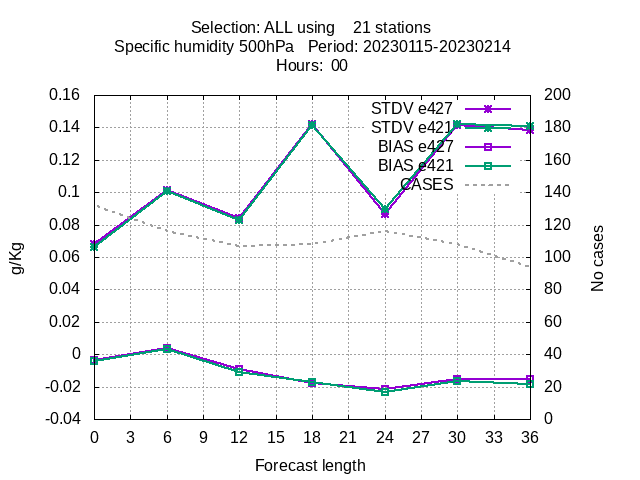 Selection: ALL using    21 stations
Specific humidity 500hPa   Period: 20230115-20230214
Hours:  00
0.16
0.14
0.12
0.1
0.08
0.06
0.04
0.02
0
-0.02
-0.04
g/Kg
STDV e427
STDV e421
BIAS e427
BIAS e421
CASES
200
180
160
140
120
100
80
60
40
20
0
No cases
0 3 6 9 12 15 18 21 24 27 30 33 36
Forecast length